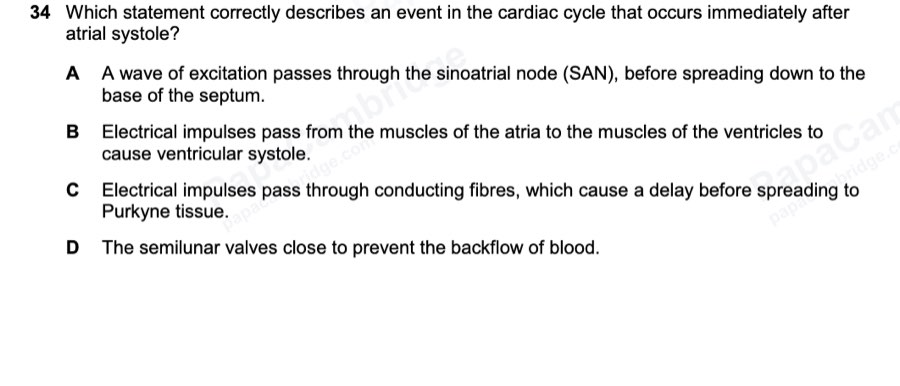 34 Which statement correctly describes an event in the cardiac cycle that occurs immediately after
atrial systole?
A A wave of excitation passes through the sinoatrial node (SAN), before spreading down to the
base of the septum.
B Electrical impulses pass from the muscles of the atria to the muscles of the ventricles to
cause ventricular systole.
C Electrical impulses pass through conducting fibres, which cause a delay before spreading to
Purkyne tissue.
D The semilunar valves close to prevent the backflow of blood.